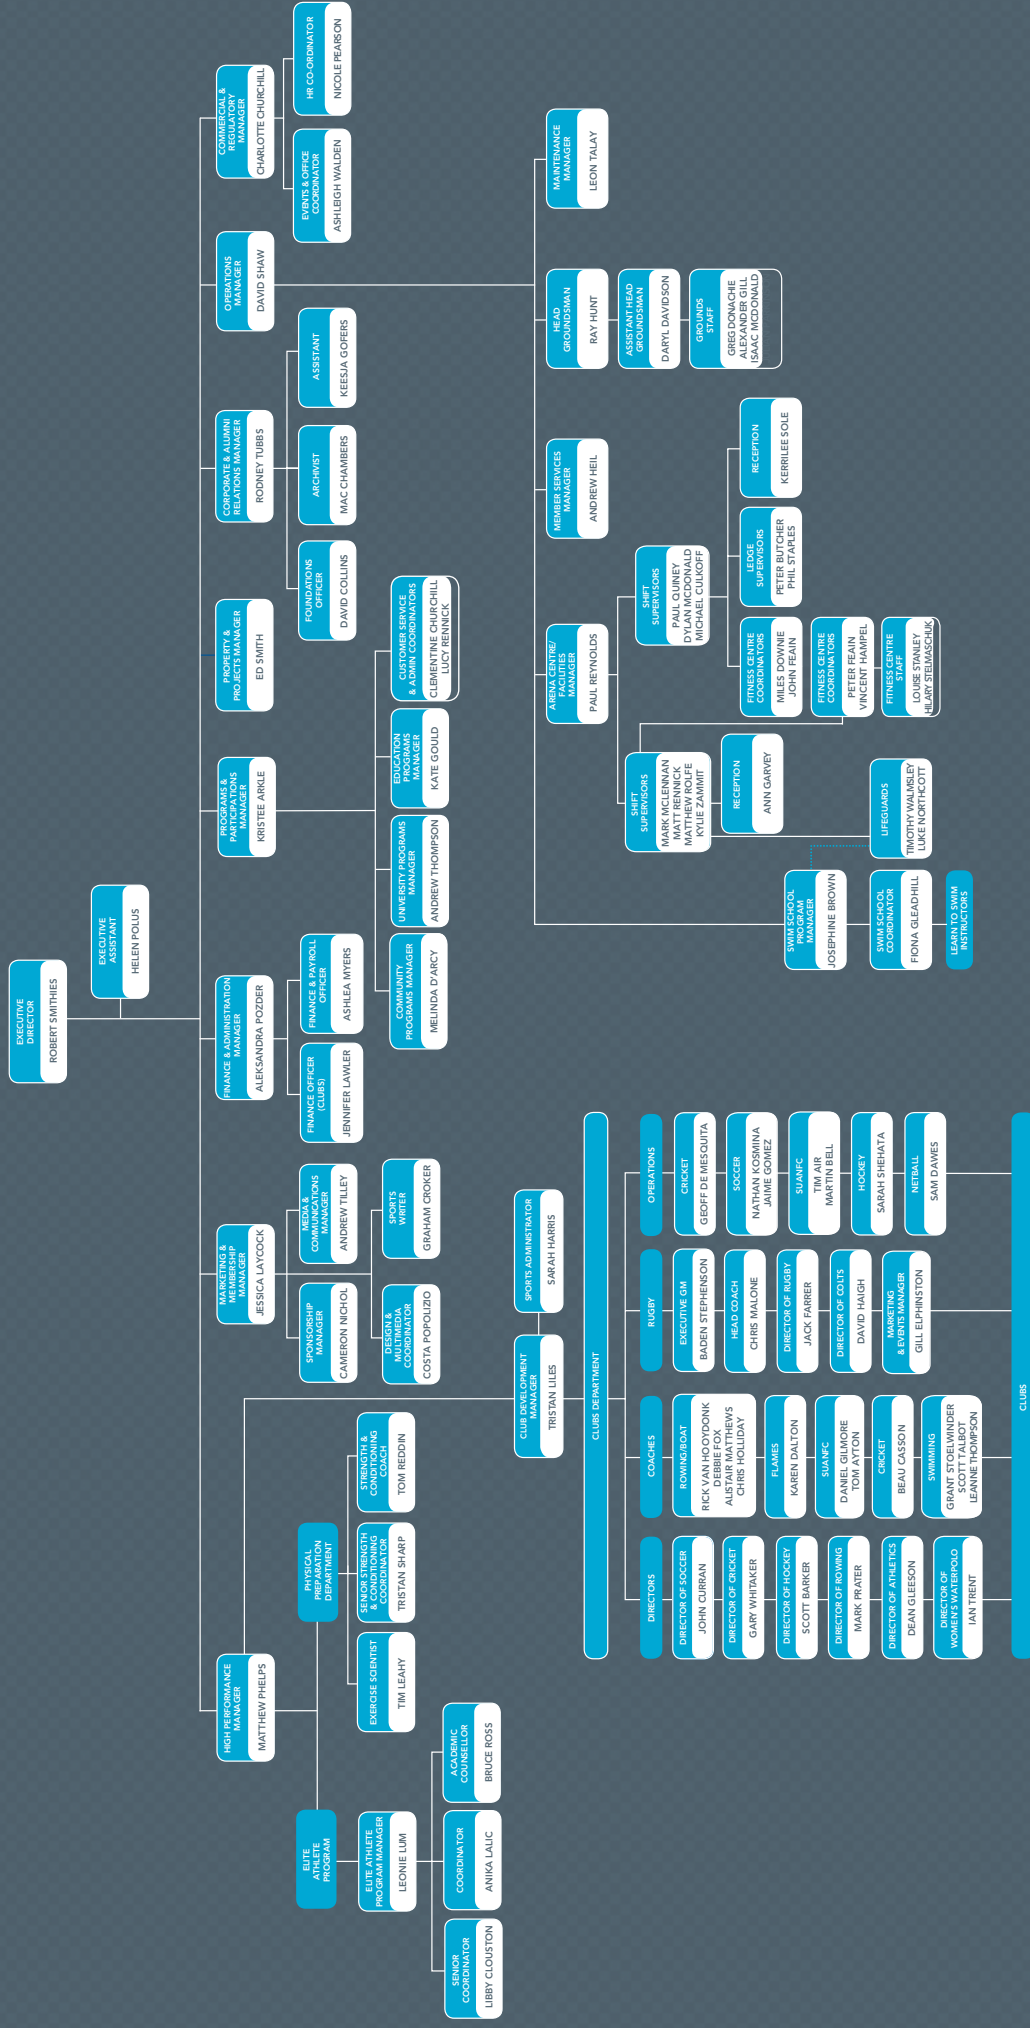 EXECUTIVE
DIRECTOR
ROBERT SMITHIES
EXECUTIVE
ASSISTANT
HELEN POLUS
HIGH PERFORMANCE
MANAGER
MATTHEW PHELPS
MARKETING &
MEMBERSHIP
MANAGER
JESSICA LAYCOCK
FINANCE & ADMINISTRATION
MANAGER
ALEKSANDRA POZDER
PROGRAMS &
PARTICIPATIONS
MANAGER
KRISTEE ARKLE
PROPERTY &
PROJECTS MANAGER
ED SMITH
CORPORATE & ALUMNI
RELATIONS MANAGER
RODNEY TUBBS
OPERATIONS
MANAGER
DAVID SHAW
COMMERCIAL &
REGULATORY
MANAGER
CHARLOTTE CHURCHILL
ELITE
ATHLETE
PROGRAM
PHYSICAL
PREPARATION
DEPARTMENT
SPONSORSHIP
MANAGER
CAMERON NICHOL
MEDIA &
COMMUNICATIONS
MANAGER
ANDREW TILLEY
FINANCE OFFICER
(CLUBS)
JENNIFER LAWLER
FINANCE & PAYROLL
OFFICER
ASHLEA MYERS
FOUNDATIONS
OFFICER
DAVID COLLINS
ARCHIVIST
MAC CHAMBERS
ASSISTANT
KEESJA GOFERS
EVENTS & OFFICE
COORDINATOR
ASHLEIGH WALDEN
HR CO-ORDINATOR
NICOLE PEARSON
ELITE ATHLETE
PROGRAM MANAGER
LEONIE LUM
EXERCISE SCIENTIST
TIM LEAHY
SENIOR STRENGTH
& CONDITIONING
COORDINATOR
TRISTAN SHARP
STRENGTH &
CONDITIONING
COACH
TOM REDDIN
DESIGN &
MULTIMEDIA
COORDINATOR
COSTA POPOLIZIO
SPORTS
WRITER
GRAHAM CROKER
COMMUNITY
PROGRAMS MANAGER
MELINDA D'ARCY
UNIVERSITY PROGRAMS
MANAGER
ANDREW THOMPSON
EDUCATION
PROGRAMS
MANAGER
KATE GOULD
CUSTOMER SERVICE
& ADMIN COORDINATORS
CLEMENTINE CHURCHILL
LUCY RENNICK
SENIOR
COORDINATOR
LIBBY CLOUSTON
COORDINATOR
ANIKA LALIC
ACADEMIC
COUNSELLOR
BRUCE ROSS
CLUB DEVELOPMENT
MANAGER
TRISTAN LILES
SPORTS ADMINISTRATOR
SARAH HARRIS
ARENA CENTRE/
FACILITIES
MANAGER
PAUL REYNOLDS
MEMBER SERVICES
MANAGER
ANDREW HEIL
HEAD
GROUNDSMAN
RAY HUNT
MAINTENANCE
MANAGER
LEON TALAY
ASSISTANT HEAD
GROUNDSMAN
DARYL DAVIDSON
GROUNDS
STAFF
GREG DONACHIE
ALEXANDER GILL
ISAAC MCDONALD
SHIFT
SUPERVISORS
MARK MCLENNAN
MATT RENNICK
MATTHEW ROLFE
KYLIE ZAMMIT
SHIFT
SUPERVISORS
PAUL QUINEY
DYLAN MCDONALD
MICHAEL CULKOFF
RECEPTION
ANN GARVEY
FITNESS CENTRE
COORDINATORS
MILES DOWNIE
JOHN FEAIN
LEDGE
SUPERVISORS
PETER BUTCHER
PHIL STAPLES
RECEPTION
KERRILEE SOLE
FITNESS CENTRE
COORDINATORS
PETER FEAIN
VINCENT HAMPEL
FITNESS CENTRE
STAFF
LOUISE STANLEY
HILARY STELMASCHUK
SWIM SCHOOL
PROGRAM
MANAGER
JOSEPHINE BROWN
SWIM SCHOOL
COORDINATOR
FIONA GLEADHILL
LIFEGUARDS
TIMOTHY WALMSLEY
LUKE NORTHCOTT
LEARN TO SWIM
INSTRUCTORS
CLUBS DEPARTMENT
DIRECTORS
DIRECTOR OF SOCCER
JOHN CURRAN
DIRECTOR OF CRICKET
GARY WHITAKER
DIRECTOR OF HOCKEY
SCOTT BARKER
DIRECTOR OF ROWING
MARK PRATER
DIRECTOR OF ATHLETICS
DEAN GLEESON
DIRECTOR OF
WOMEN'S WATERPOLO
IAN TRENT
COACHES
ROWING/BOAT
RICK VAN HOOYDONK
DEBBIE FOX
ALISTAIR MATTHEWS
CHRIS HOLLIDAY
FLAMES
KAREN DALTON
SUANFC
DANIEL GILMORE
TOM AYTON
CRICKET
BEAU CASSON
SWIMMING
GRANT STOELWINDER
SCOTT TALBOT
LEANNE THOMPSON
RUGBY
EXECUTIVE GM
BADEN STEPHENSON
HEAD COACH
CHRIS MALONE
DIRECTOR OF RUGBY
JACK FARRER
DIRECTOR OF COLTS
DAVID HAIGH
MARKETING
& EVENTS MANAGER
GILL ELPHINSTON
OPERATIONS
CRICKET
GEOFF DE MESQUITA
SOCCER
NATHAN KOSMINA
JAIME GOMEZ
SUANFC
TIM AIR
MARTIN BELL
HOCKEY
SARAH SHEHATA
NETBALL
SAM DAWES
CLUBS